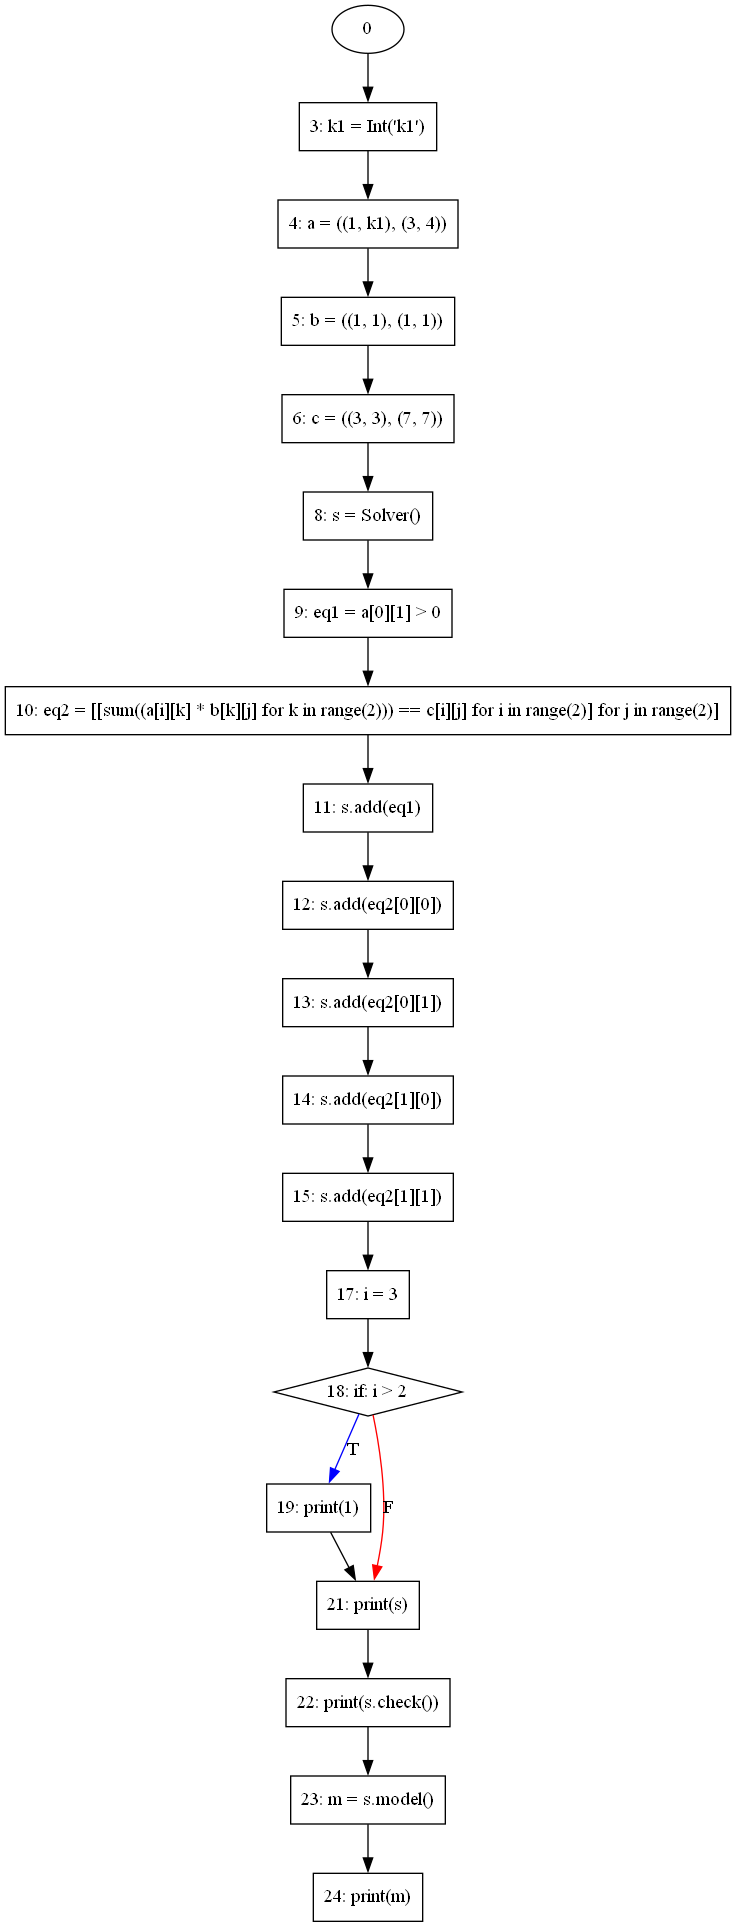 0
3: k1 = Int('k1')
4: a = ((1, k1), (3, 4))
5: b = ((1, 1), (1, 1))
6: c = ((3, 3), (7, 7))
8: s = Solver()
9: eq1 = a[0][1] > 0
10: eq2 = [[sum((a[i][k] * b[k][j] for k in range(2))) == c[i][j] for i in range(2)] for j in range(2)]
11: s.add(eq1)
12: s.add(eq2[0][0])
13: s.add(eq2[0][1])
14: s.add(eq2[1][0])
15: s.add(eq2[1][1])
17: i = 3
18: if: i > 2
T
19: print(1)
F
21: print(s)
22: print(s.check())
23: m = s.model()
24: print(m)